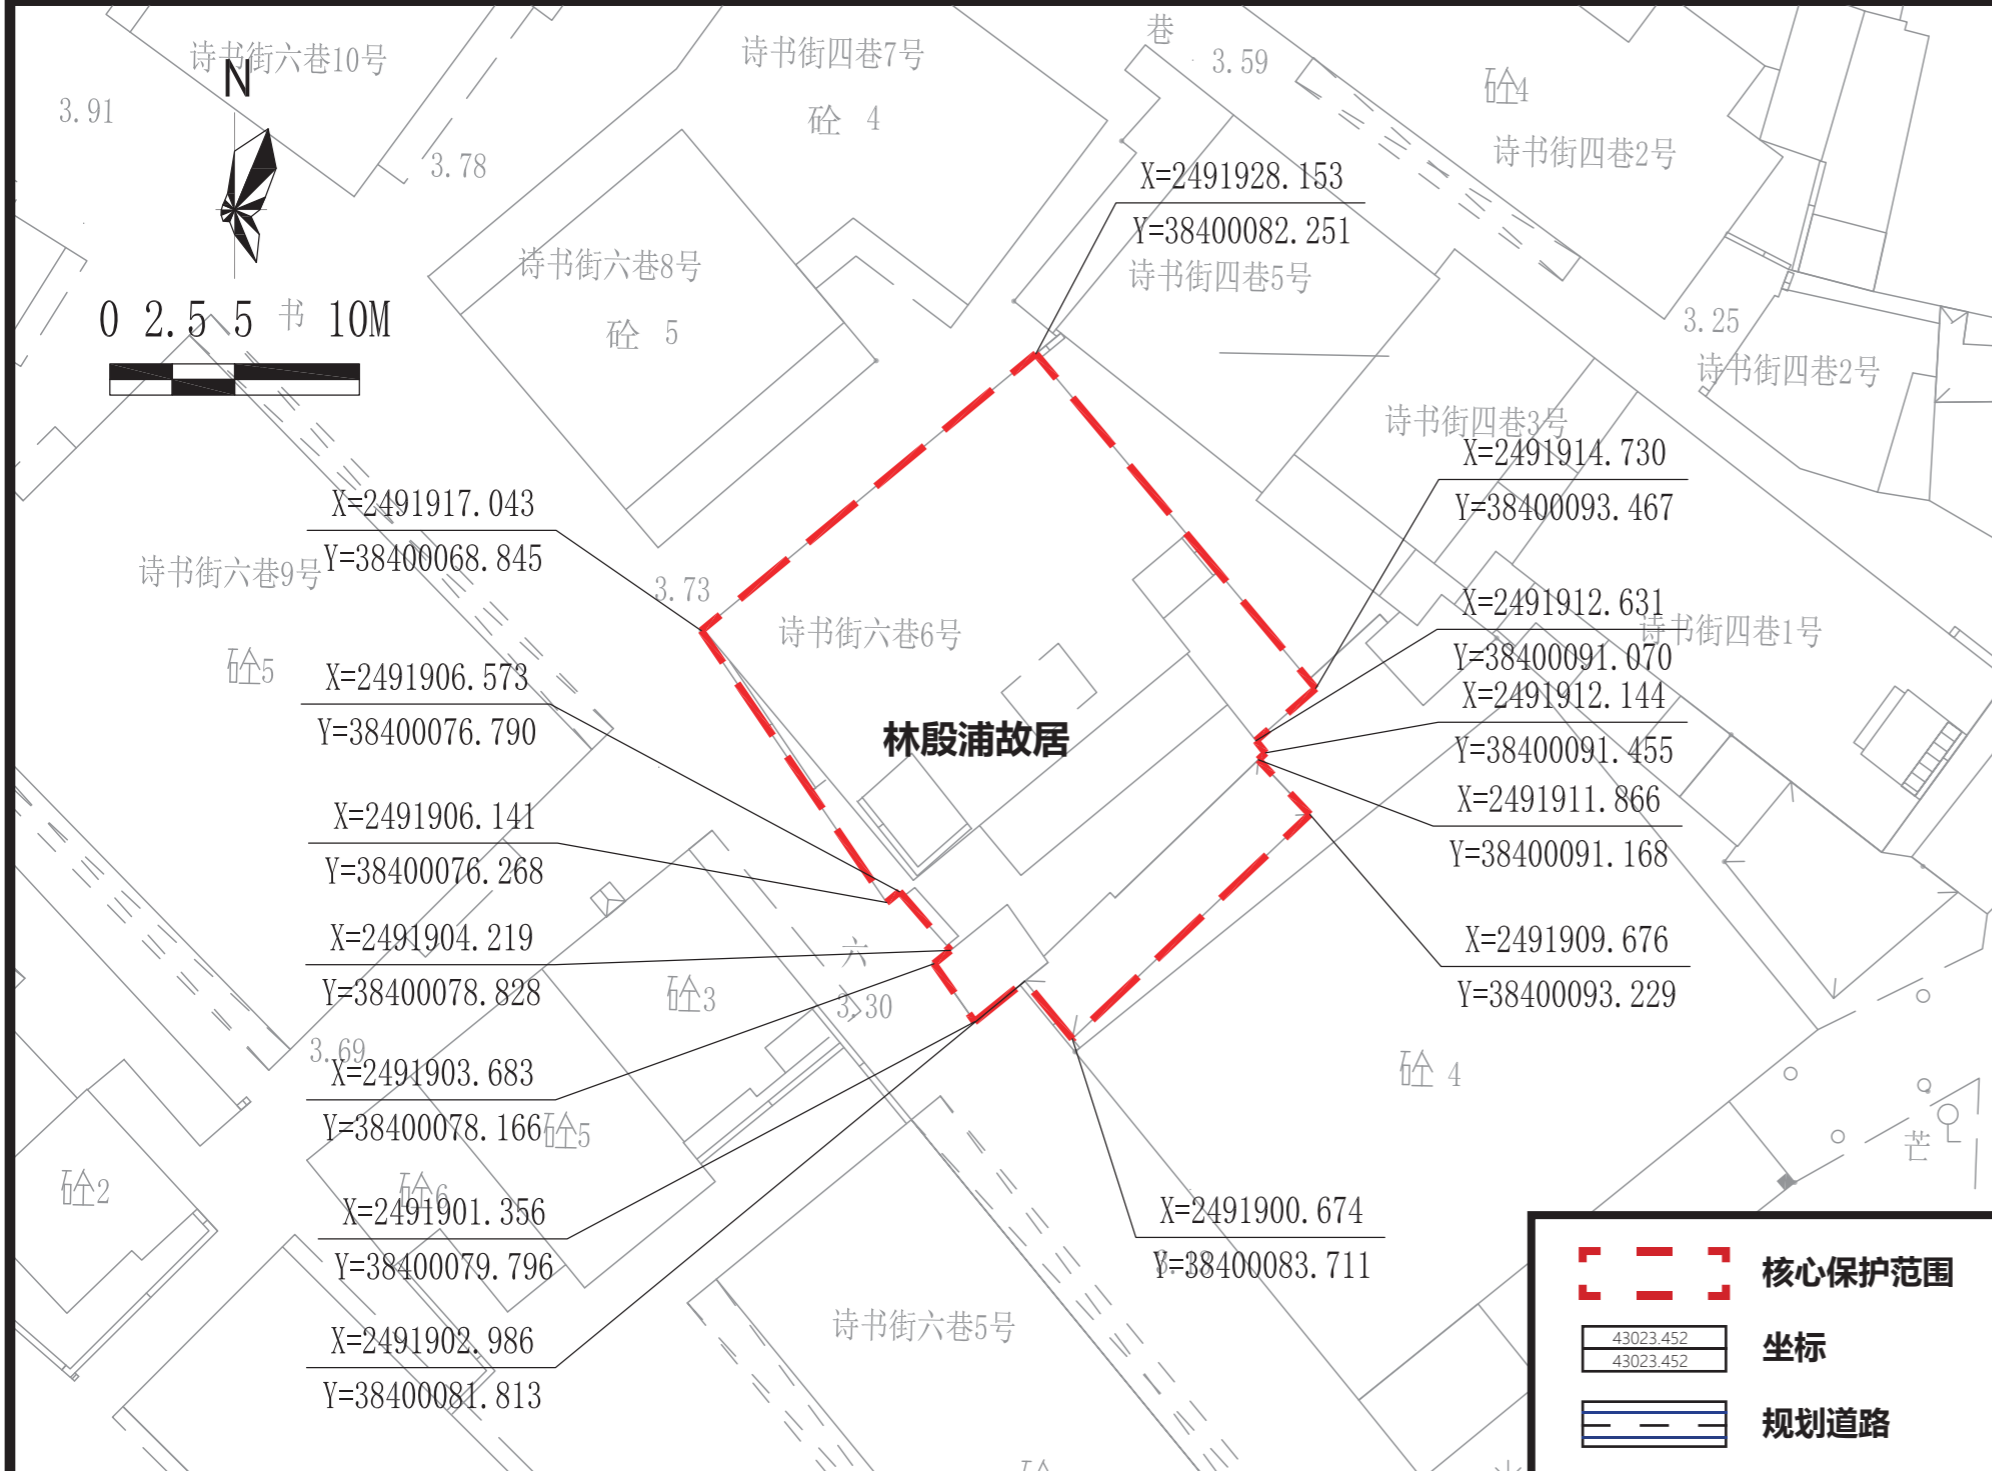 巷
诗书街六巷10号
N
诗书街四巷7号
3.59
砼4
3.91
砼 4
诗书街四巷2号
3.78
X=2491928.153
Y=38400082.251
诗书街六巷8号
诗书街四巷5号
0 2.5 5 书 10M
砼 5
3.25
诗书街四巷2号
诗书街四巷3号
X=2491914.730
Y=38400093.467
X=2491917.043
Y=38400068.845
诗书街六巷9号
3.73
X=2491912.631
Y=38400091.070
诗书街六巷6号
诗书街四巷1号
砼5
X=2491906.573
Y=38400076.790
X=2491912.144
Y=38400091.455
林殷浦故居
X=2491906.141
Y=38400076.268
X=2491911.866
Y=38400091.168
X=2491904.219
Y=38400078.828
六
X=2491909.676
Y=38400093.229
砼3
3.30
3.69
X=2491903.683
Y=38400078.166
砼5
砼 4
芒
砼2
砼6
X=2491901.356
Y=38400079.796
X=2491900.674
Y=38400083.711
诗书街六巷5号
X=2491902.986
Y=38400081.813
核心保护范围
43023.452
43023.452
坐标
规划道路